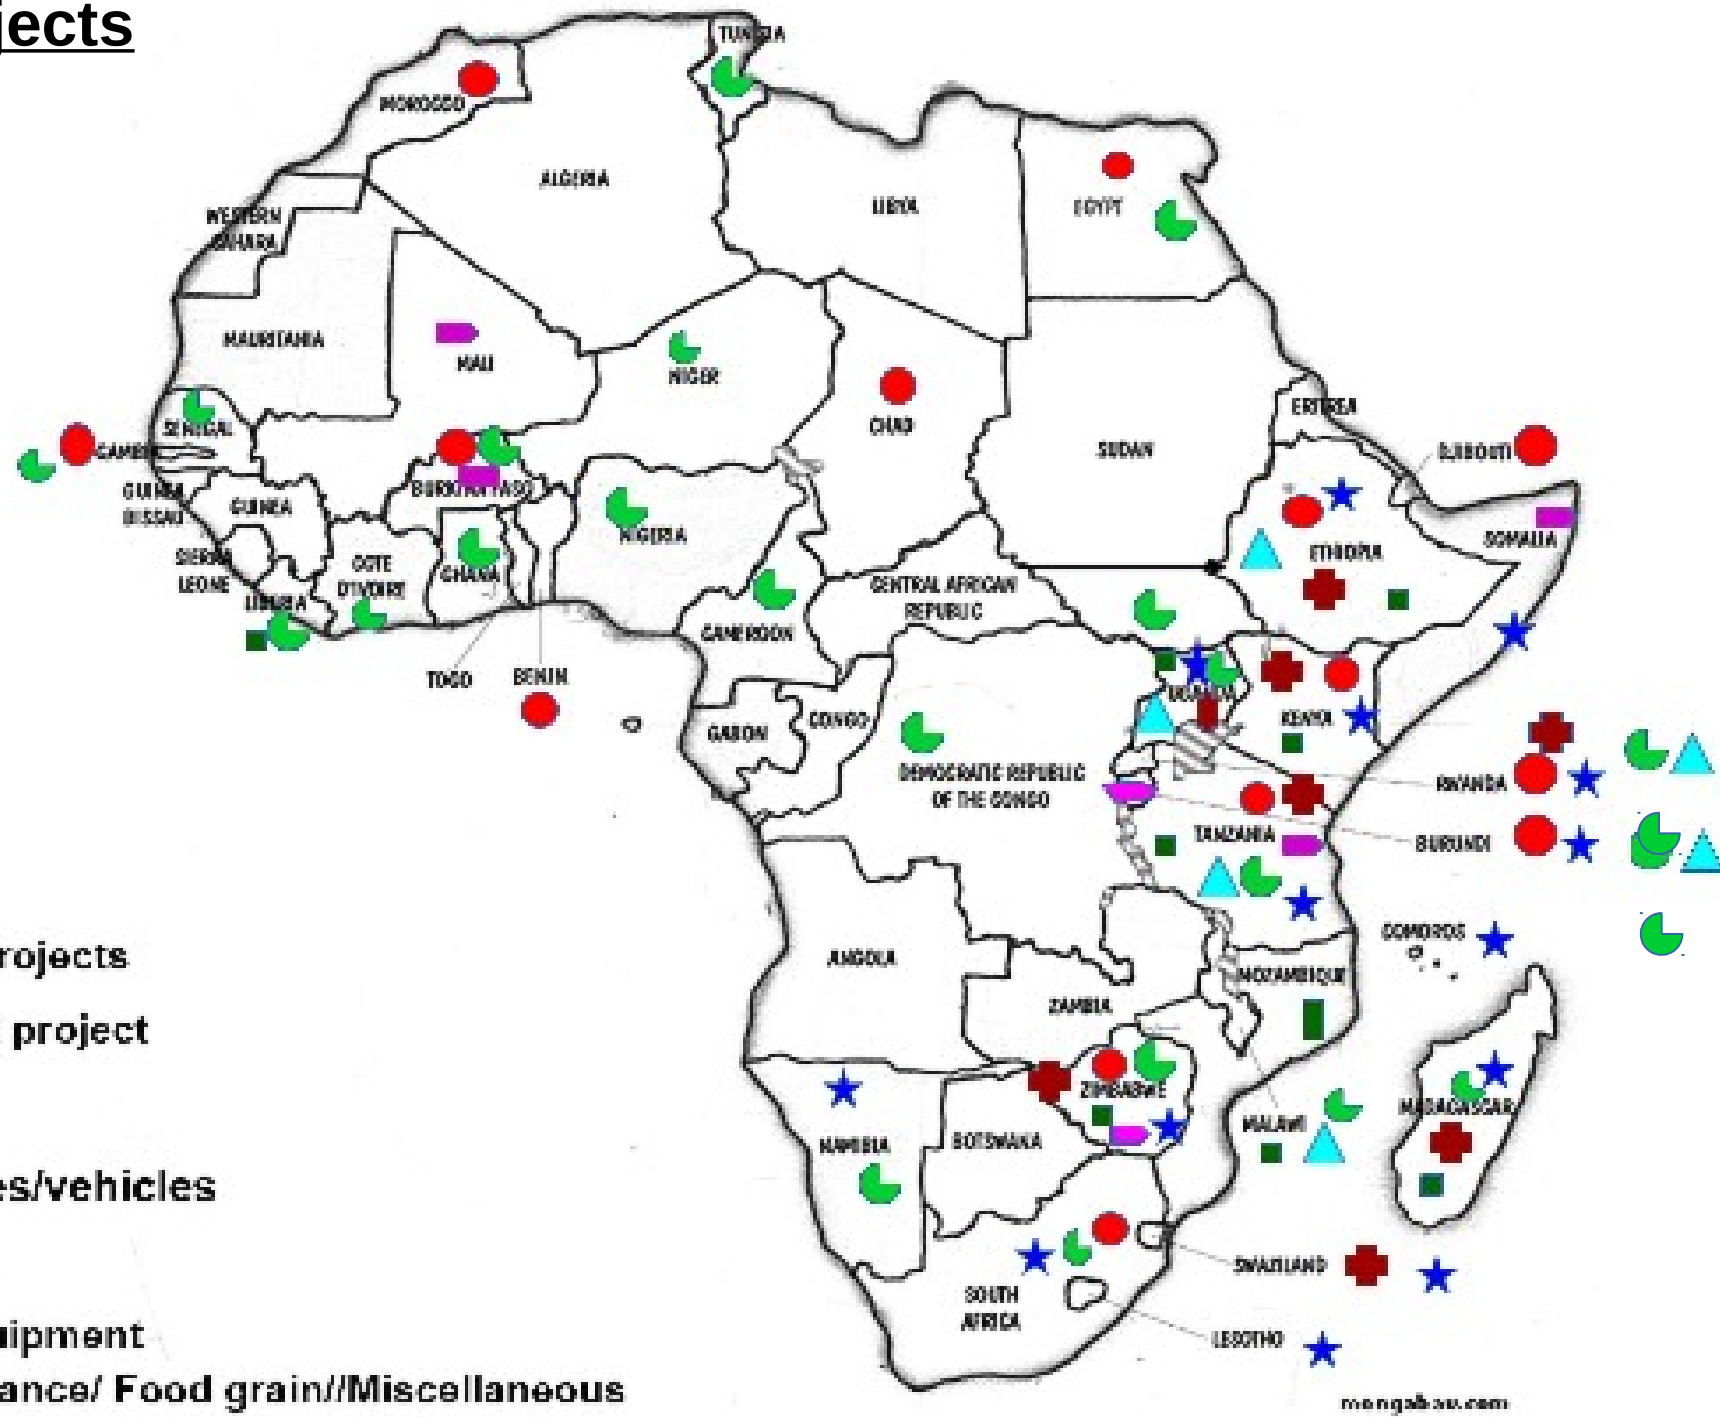 jects
TUNISIA
MOROCCO
ALGERIA
LIBYA
EGYPT
WESTERN
SAHARA
MAURITANIA
MALI
NIGER
CHAD
SUDAN
ERITREA
SENEGAL
GAMBIA
DJIBOUTI
GUINEA
BISSAU
GUINEA
BURKINA FASO
NIGERIA
SOMALIA
ETHIOPIA
SIERRA
LEONE
COTE
D'IVOIRE
GHANA
LIBERIA
CENTRAL AFRICAN
REPUBLIC
CAMEROON
TOGO
BENIN
UGANDA
KENYA
GABON
CONGO
DEMOCRATIC REPUBLIC
OF THE CONGO
RWANDA
TANZANIA
BURUNDI
COMOROS
rojects
ANGOLA
MOZAMBIQUE
ZAMBIA
project
ZIMBABWE
MADAGASCAR
MALAWI
NAMIBIA
BOTSWANA
es/vehicles
SWAZILAND
SOUTH
AFRICA
LESOTHO
uipment
ance/ Food grain//Miscellaneous
mongabay.com